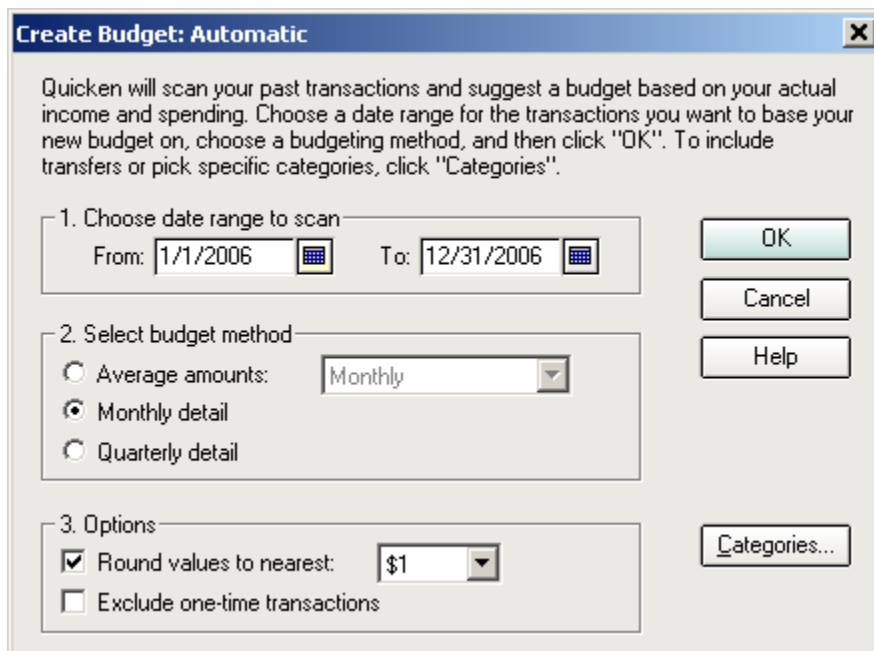 Create Budget: Automatic
Quicken will scan your past transactions and suggest a budget based on your actual
income and spending. Choose a date range for the transactions you want to base your
new budget on, choose a budgeting method, and then click "OK". To include
transfers or pick specific categories, click "Categories".
1. Choose date range to scan
From: 1/1/2006 To: 12/31/2006
OK
Cancel
Help
2. Select budget method
Average amounts: Monthly
Monthly detail
Quarterly detail
3. Options
Round values to nearest: $1
Exclude one-time transactions
Categories...